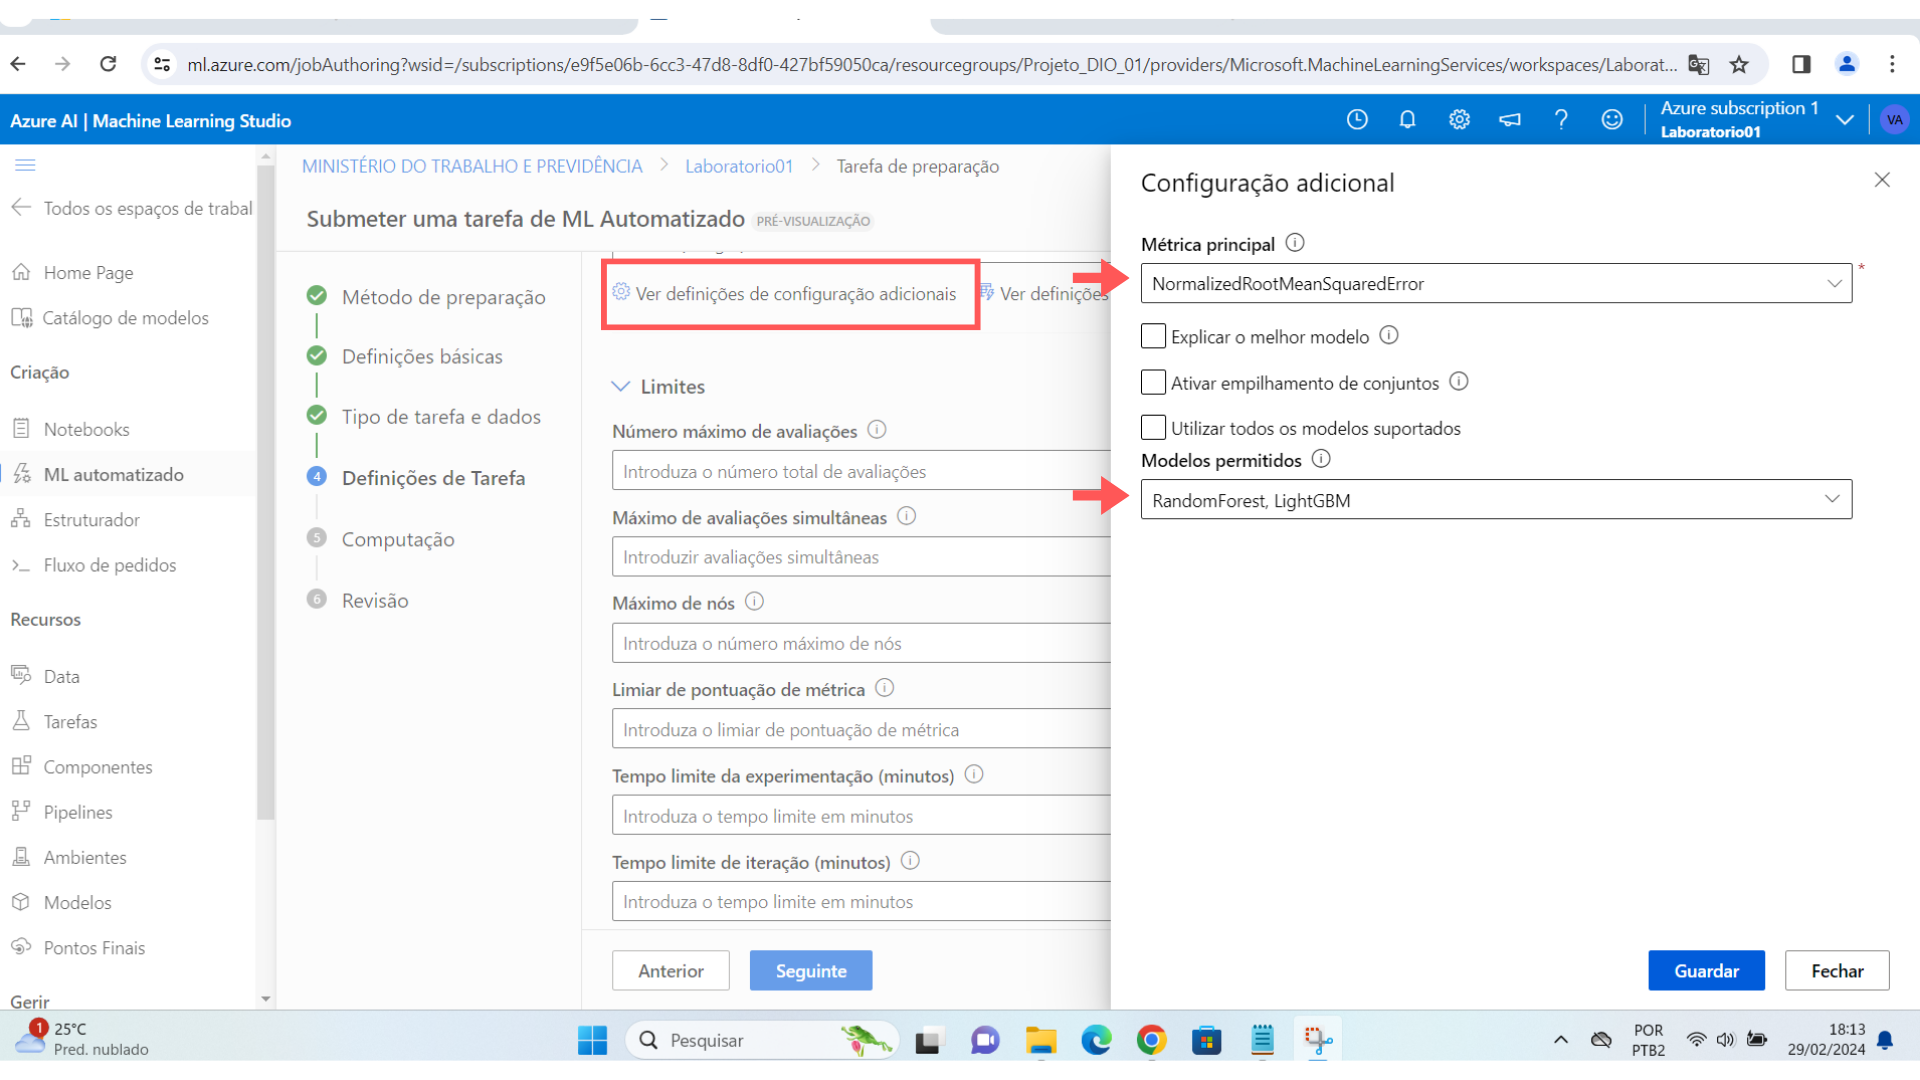 ml.azure.com/jobAuthoring?wsid=/subscriptions/e9f5e06b-6cc3-47d8-8df0-427bf59050ca/resourcegroups/Projeto_DIO_01/providers/Microsoft.MachineLearningServices/workspaces/Laborat...
Azure AI | Machine Learning Studio
Azure subscription 1
Laboratorio01
VA
Todos os espaços de trabal
Home Page
Catálogo de modelos
Criação
Notebooks
ML automatizado
Estruturador
Fluxo de pedidos
Recursos
Data
Tarefas
Componentes
Pipelines
Ambientes
Modelos
Pontos Finais
Gerir
MINISTÉRIO DO TRABALHO E PREVIDÊNCIA > Laboratorio01 > Tarefa de preparação
Submeter uma tarefa de ML Automatizado PRÉ-VISUALIZAÇÃO
Método de preparação
Definições básicas
Tipo de tarefa e dados
4 Definições de Tarefa
5 Computação
6 Revisão
Ver definições de configuração adicionais
Ver definições
Limites
Número máximo de avaliações
Introduza o número total de avaliações
Máximo de avaliações simultâneas
Introduzir avaliações simultâneas
Máximo de nós
Introduza o número máximo de nós
Limiar de pontuação de métrica
Introduza o limiar de pontuação de métrica
Tempo limite da experimentação (minutos)
Introduza o tempo limite em minutos
Tempo limite de iteração (minutos)
Introduza o tempo limite em minutos
Anterior
Seguinte
Configuração adicional
Métrica principal
NormalizedRootMeanSquaredError
*
Explicar o melhor modelo
Ativar empilhamento de conjuntos
Utilizar todos os modelos suportados
Modelos permitidos
RandomForest, LightGBM
Guardar
Fechar
1
25°C
Pred. nublado
Pesquisar
POR
PTB2
18:13
29/02/2024